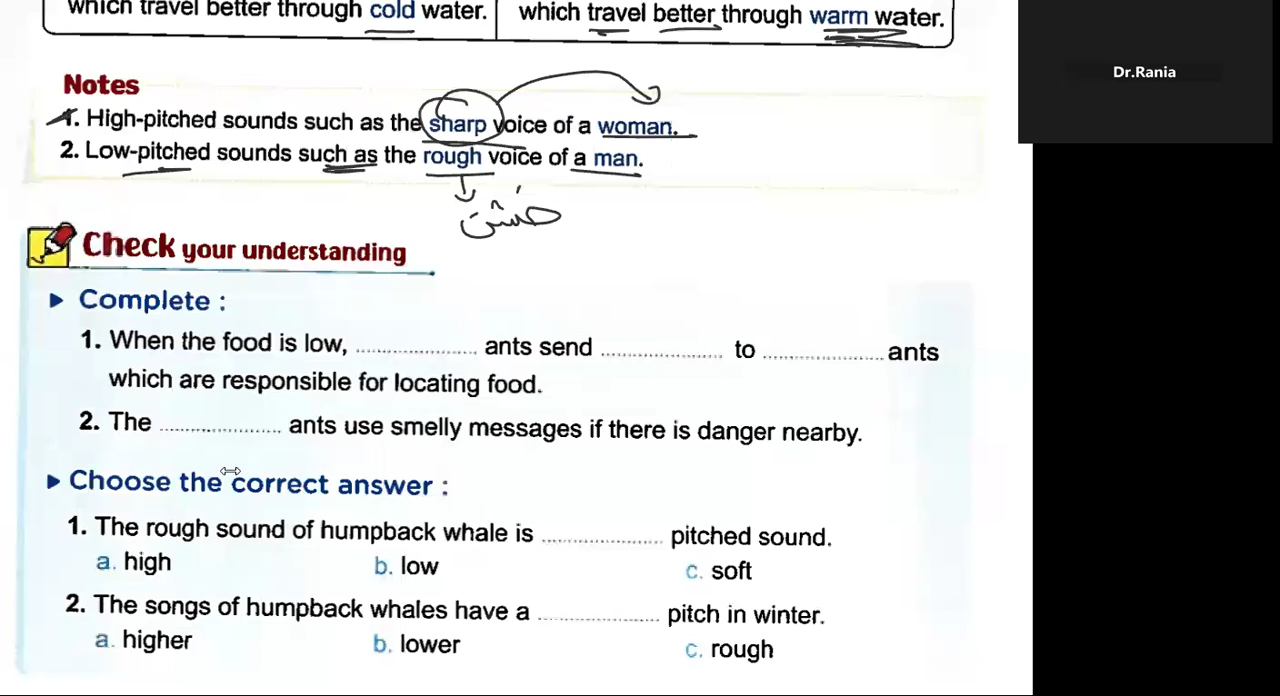 which travel better through cold water.
which travel better through warm water.
Dr.Rania
Notes
1. High-pitched sounds such as the sharp voice of a woman.
2. Low-pitched sounds such as the rough voice of a man.
خشن
Check your understanding
Complete :
1. When the food is low, .................... ants send .................... to .................... ants
which are responsible for locating food.
2. The .................... ants use smelly messages if there is danger nearby.
Choose the correct answer :
1. The rough sound of humpback whale is .................... pitched sound.
a. high b. low c. soft
2. The songs of humpback whales have a .................... pitch in winter.
a. higher b. lower c. rough